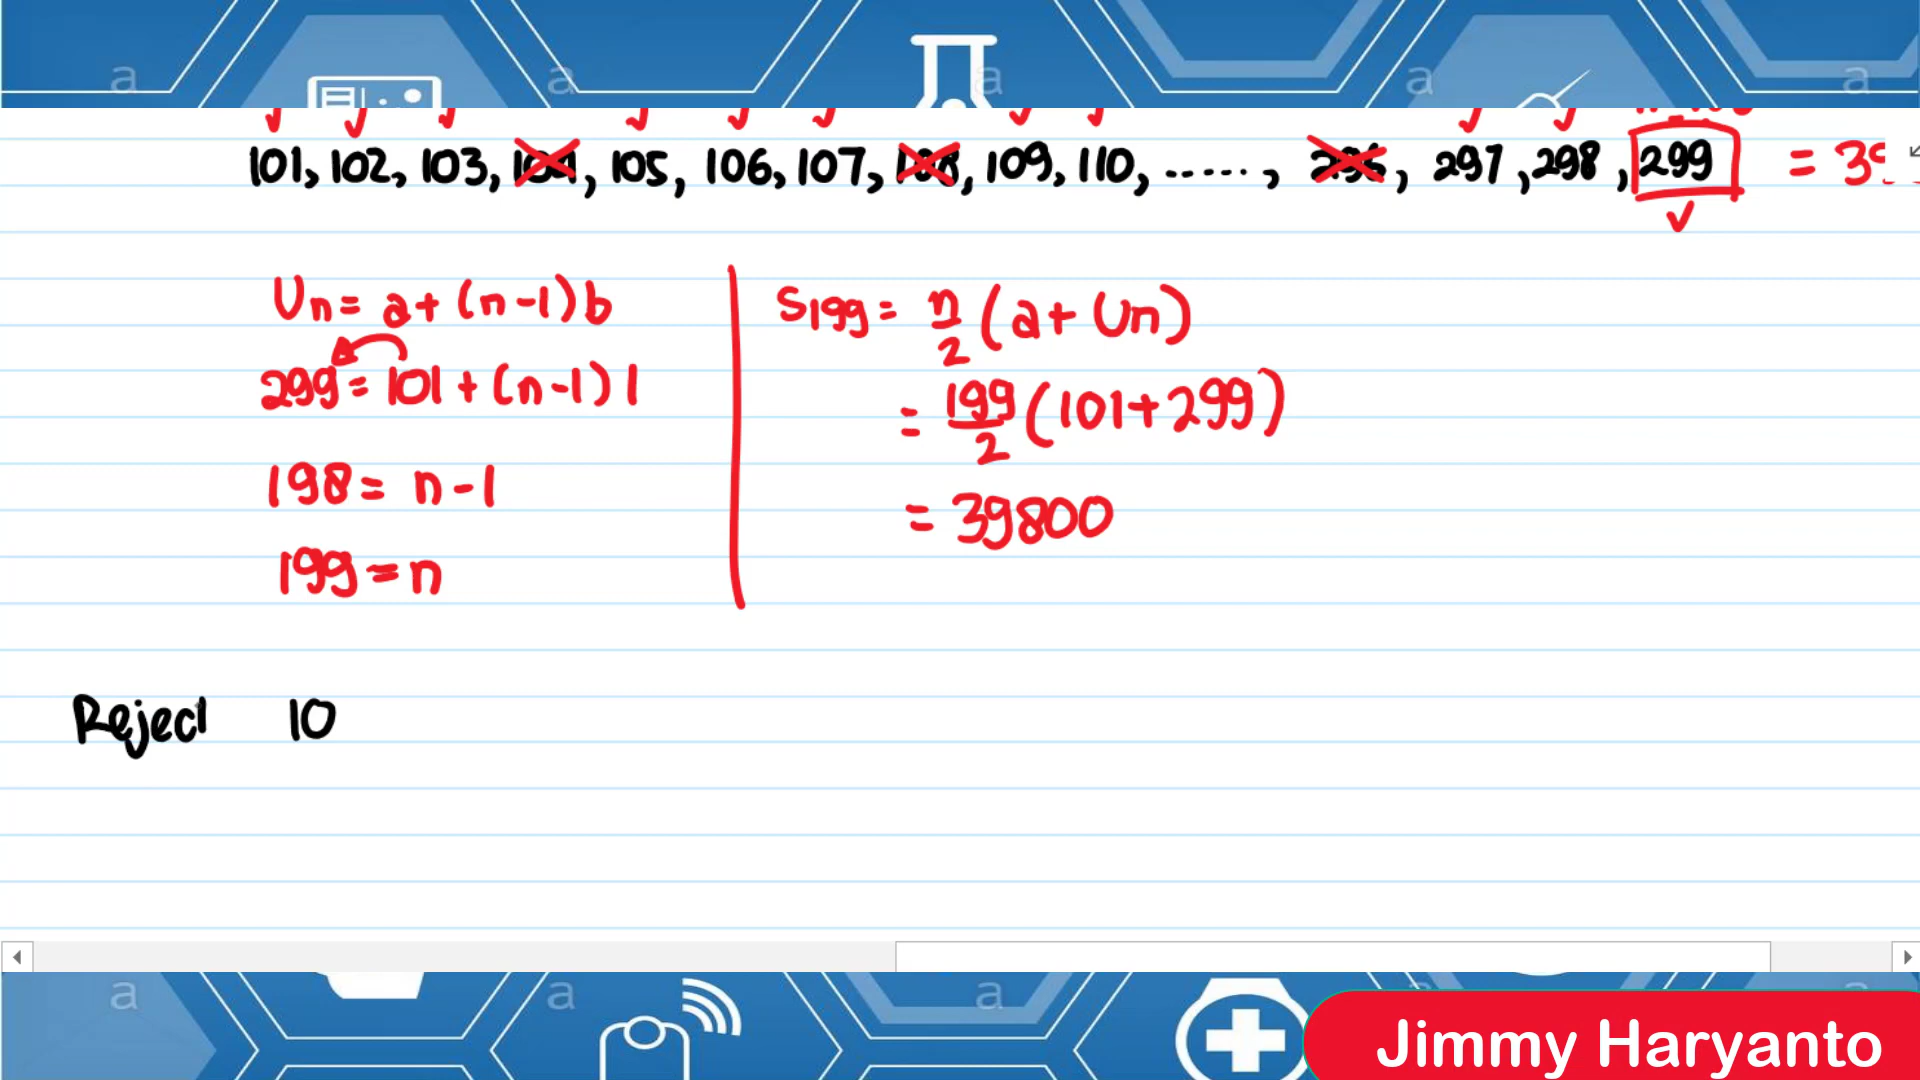 101, 102, 103, 104, 105, 106, 107, 108, 109, 110, ....., 296, 297, 298, 299 = 39
Un = a + (n-1) b
299 = 101 + (n-1) 1
198 = n - 1
199 = n
S199 = n/2 (a + Un)
= 199/2 (101 + 299)
= 39800
Reject 10
Jimmy Haryanto